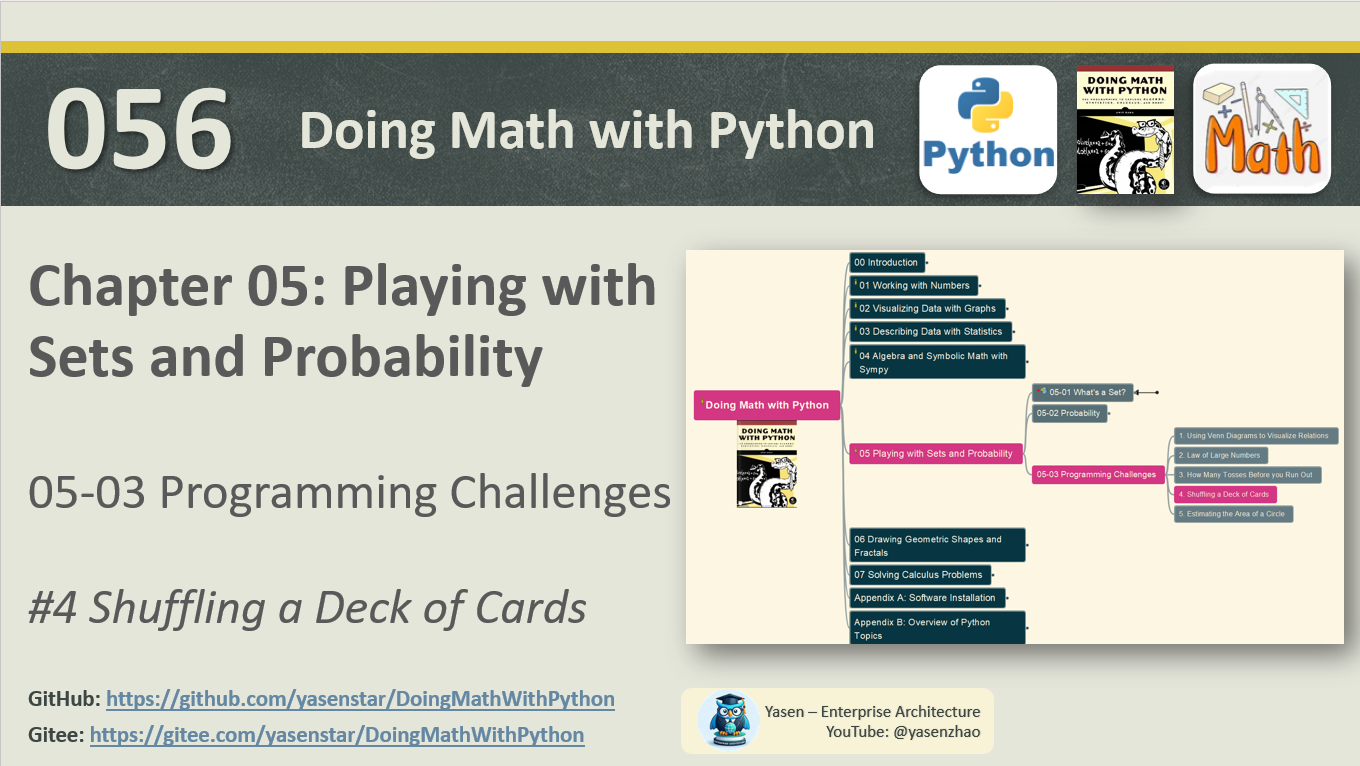 056
Doing Math with Python
Python
DOING MATH
WITH PYTHON
Math
Chapter 05: Playing with
Sets and Probability
05-03 Programming Challenges
#4 Shuffling a Deck of Cards
00 Introduction
01 Working with Numbers
02 Visualizing Data with Graphs
03 Describing Data with Statistics
04 Algebra and Symbolic Math with
Sympy
Doing Math with Python
DOING MATH
WITH PYTHON
05 Playing with Sets and Probability
05-01 What's a Set?
05-02 Probability
05-03 Programming Challenges
1. Using Venn Diagrams to Visualize Relations
2. Law of Large Numbers
3. How Many Tosses Before you Run Out
4. Shuffling a Deck of Cards
5. Estimating the Area of a Circle
06 Drawing Geometric Shapes and
Fractals
07 Solving Calculus Problems
Appendix A: Software Installation
Appendix B: Overview of Python
Topics
GitHub: https://github.com/yasenstar/DoingMathWithPython
Gitee: https://gitee.com/yasenstar/DoingMathWithPython
Yasen – Enterprise Architecture
YouTube: @yasenzhao